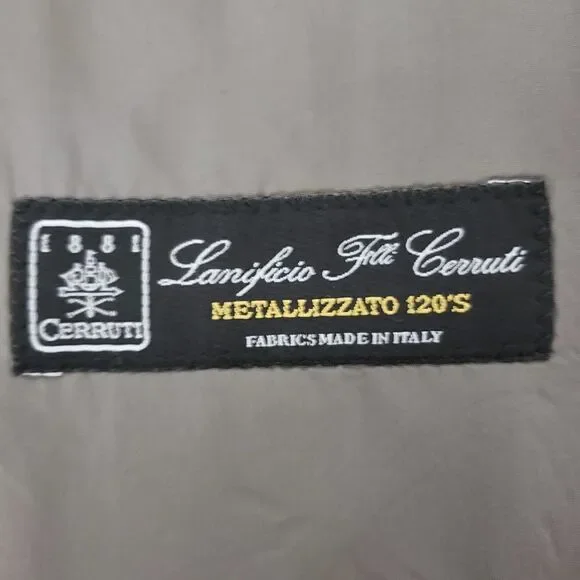 1881
CERRUTI
Lanificio Flli Cerruti
METALLIZZATO 120'S
FABRICS MADE IN ITALY